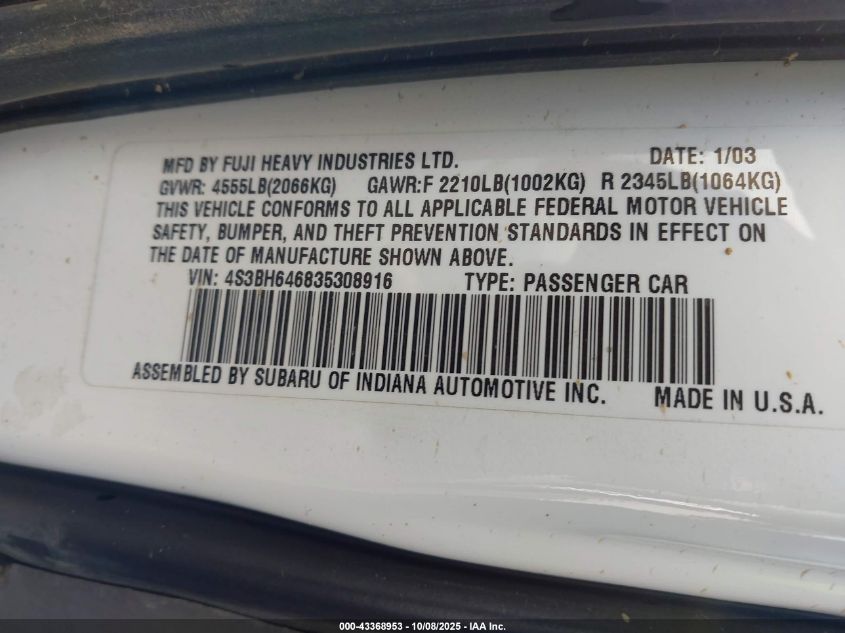 MFD BY FUJI HEAVY INDUSTRIES LTD. DATE: 1/03
GVWR: 4555LB(2066KG) GAWR:F 2210LB(1002KG) R 2345LB(1064KG)
THIS VEHICLE CONFORMS TO ALL APPLICABLE FEDERAL MOTOR VEHICLE
SAFETY, BUMPER, AND THEFT PREVENTION STANDARDS IN EFFECT ON
THE DATE OF MANUFACTURE SHOWN ABOVE.
VIN: 4S3BH646835308916 TYPE: PASSENGER CAR
ASSEMBLED BY SUBARU OF INDIANA AUTOMOTIVE INC. MADE IN U.S.A.
000-43368953 - 10/08/2025 - IAA Inc.